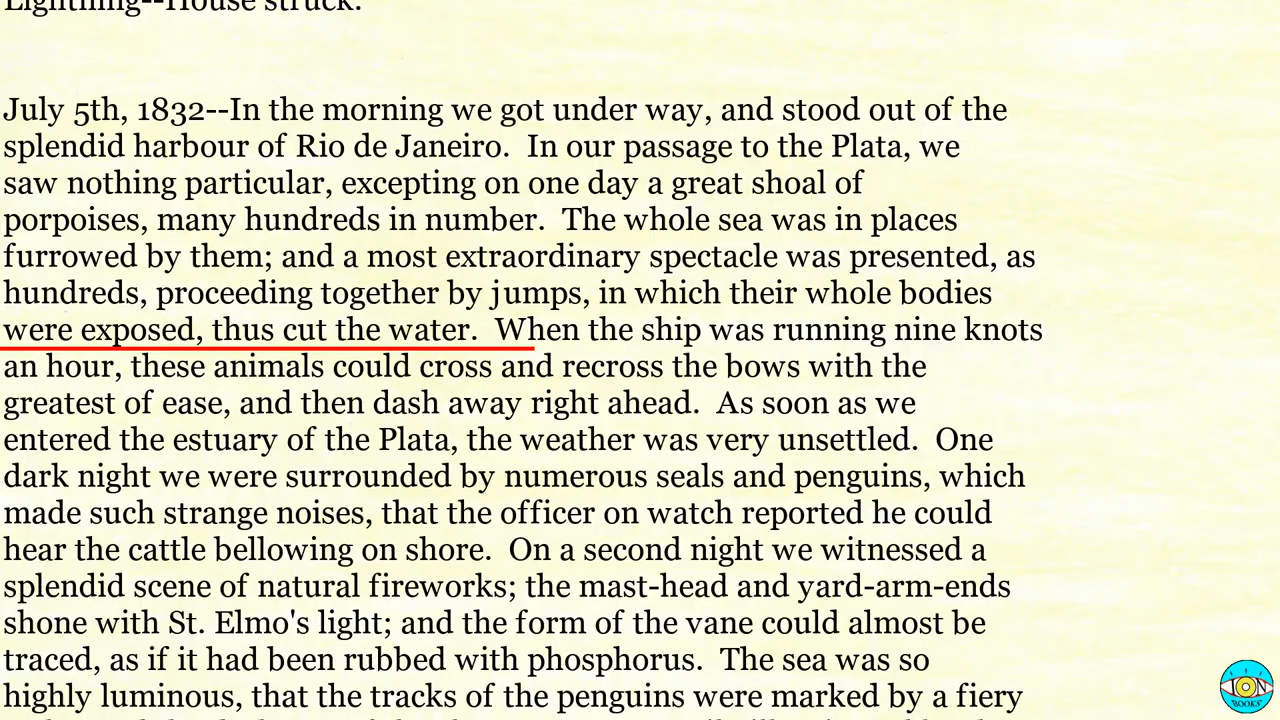 Lightning--House struck.
July 5th, 1832--In the morning we got under way, and stood out of the
splendid harbour of Rio de Janeiro.  In our passage to the Plata, we
saw nothing particular, excepting on one day a great shoal of
porpoises, many hundreds in number.  The whole sea was in places
furrowed by them; and a most extraordinary spectacle was presented, as
hundreds, proceeding together by jumps, in which their whole bodies
were exposed, thus cut the water.  When the ship was running nine knots
an hour, these animals could cross and recross the bows with the
greatest of ease, and then dash away right ahead.  As soon as we
entered the estuary of the Plata, the weather was very unsettled.  One
dark night we were surrounded by numerous seals and penguins, which
made such strange noises, that the officer on watch reported he could
hear the cattle bellowing on shore.  On a second night we witnessed a
splendid scene of natural fireworks; the mast-head and yard-arm-ends
shone with St. Elmo's light; and the form of the vane could almost be
traced, as if it had been rubbed with phosphorus.  The sea was so
highly luminous, that the tracks of the penguins were marked by a fiery
ION
BOOKS